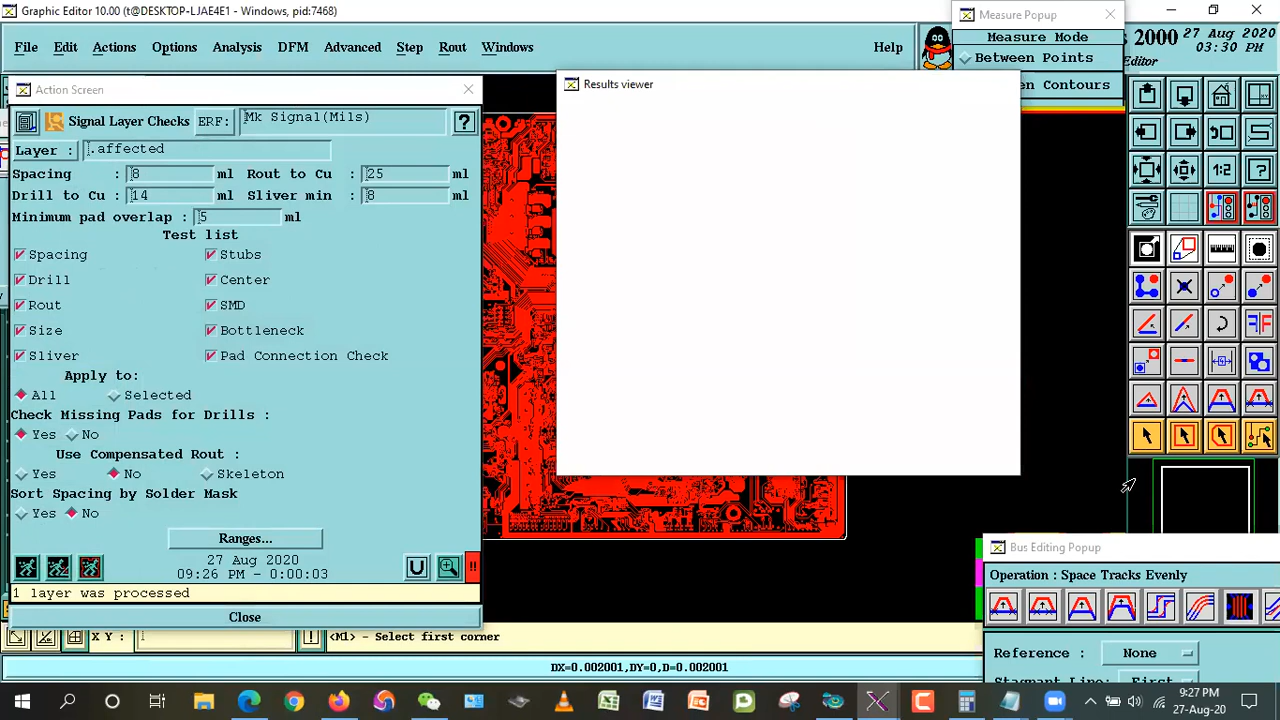 Graphic Editor 10.00 (t@DESKTOP-LJAE4E1 - Windows, pid:7468)
File Edit Actions Options Analysis DFM Advanced Step Rout Windows Help
Measure Popup
Measure Mode
Between Points
en Contours
2000 27 Aug 2020
03:30 PM
Editor
Action Screen
Signal Layer Checks ERF: Mk Signal(Mils) ?
Layer : .affected
Spacing : 8 ml Rout to Cu : 25 ml
Drill to Cu : 14 ml Sliver min : 8 ml
Minimum pad overlap : 5 ml
Test list
Spacing Stubs
Drill Center
Rout SMD
Size Bottleneck
Sliver Pad Connection Check
Apply to:
All Selected
Check Missing Pads for Drills :
Yes No
Use Compensated Rout :
Yes No Skeleton
Sort Spacing by Solder Mask
Yes No
Ranges...
27 Aug 2020
09:26 PM - 0:00:03
U !!
1 layer was processed
Close
Results viewer
1:2 ?
X Y : ! <M1> - Select first corner
DX=0.002001,DY=0,D=0.002001
Bus Editing Popup
Operation : Space Tracks Evenly
Reference : None
Stagnant Line: First
9:27 PM
27-Aug-20